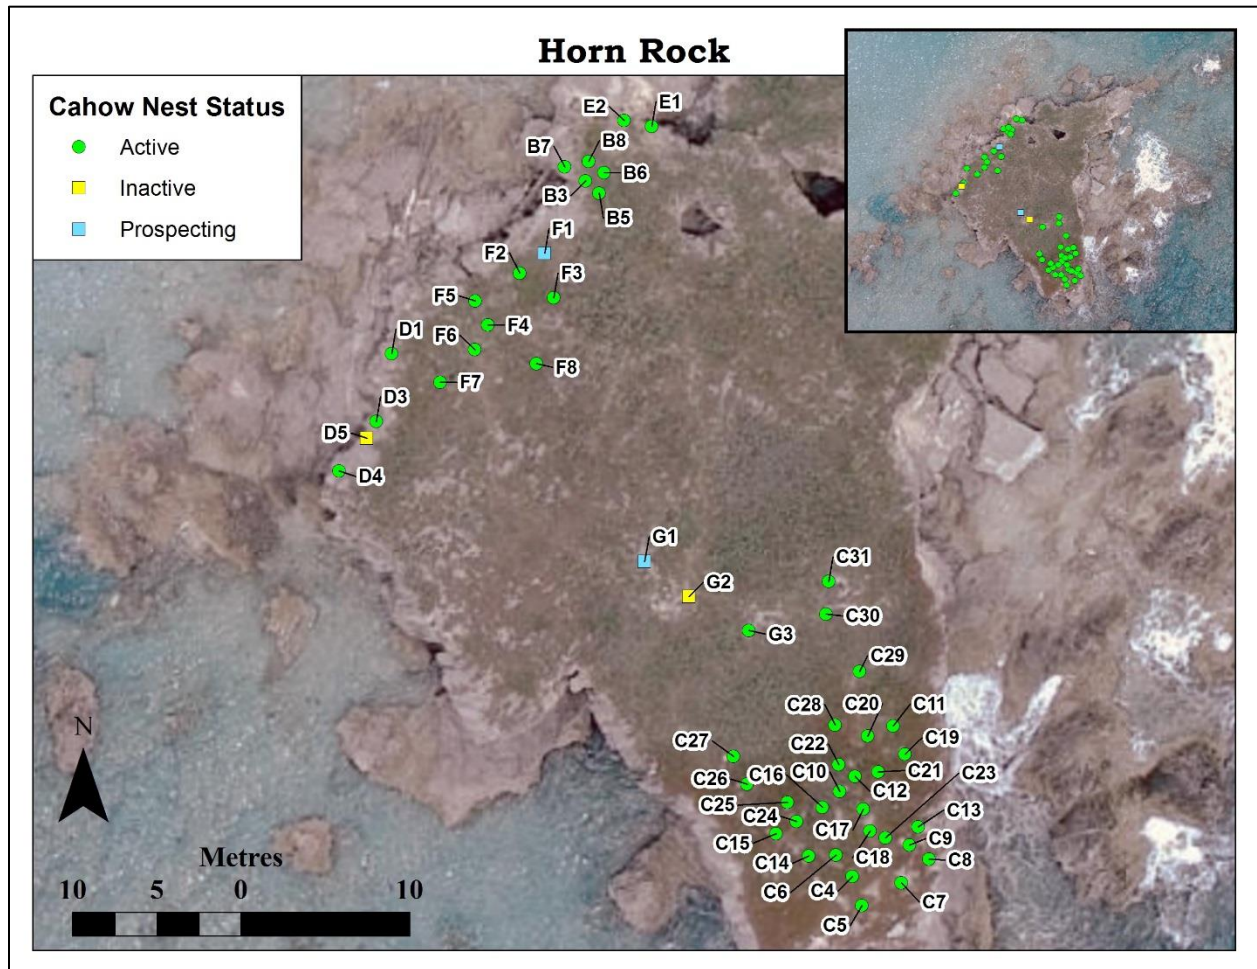 Horn Rock
Cahow Nest Status
Active
Inactive
Prospecting
E2
E1
B8
B7
B6
B3
B5
F1
F2
F3
F5
F4
D1
F6
F8
F7
D3
D5
D4
G1
C31
G2
C30
G3
C29
C20
C28
C11
C27
C22
C19
C16
C10
C23
C26
C21
C12
C25
C24
C13
C15
C17
C9
C14
C18
C8
C6
C4
C7
C5
N
Metres
10 5 0 10